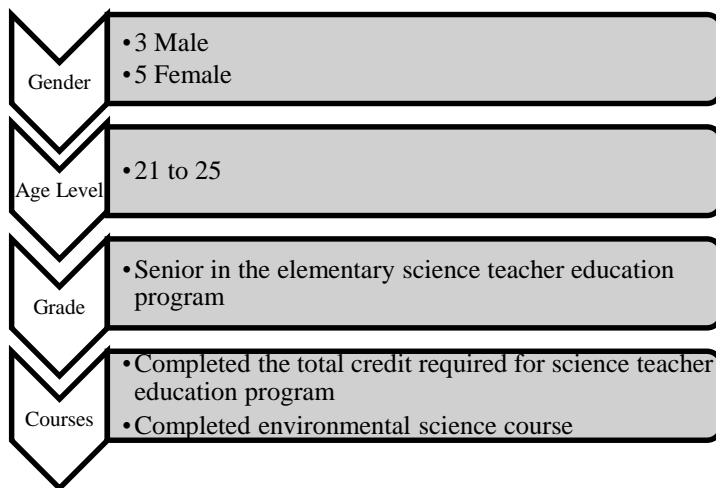 Gender
•3 Male
•5 Female
Age Level
•21 to 25
Grade
•Senior in the elementary science teacher education
program
Courses
•Completed the total credit required for science teacher
education program
•Completed environmental science course